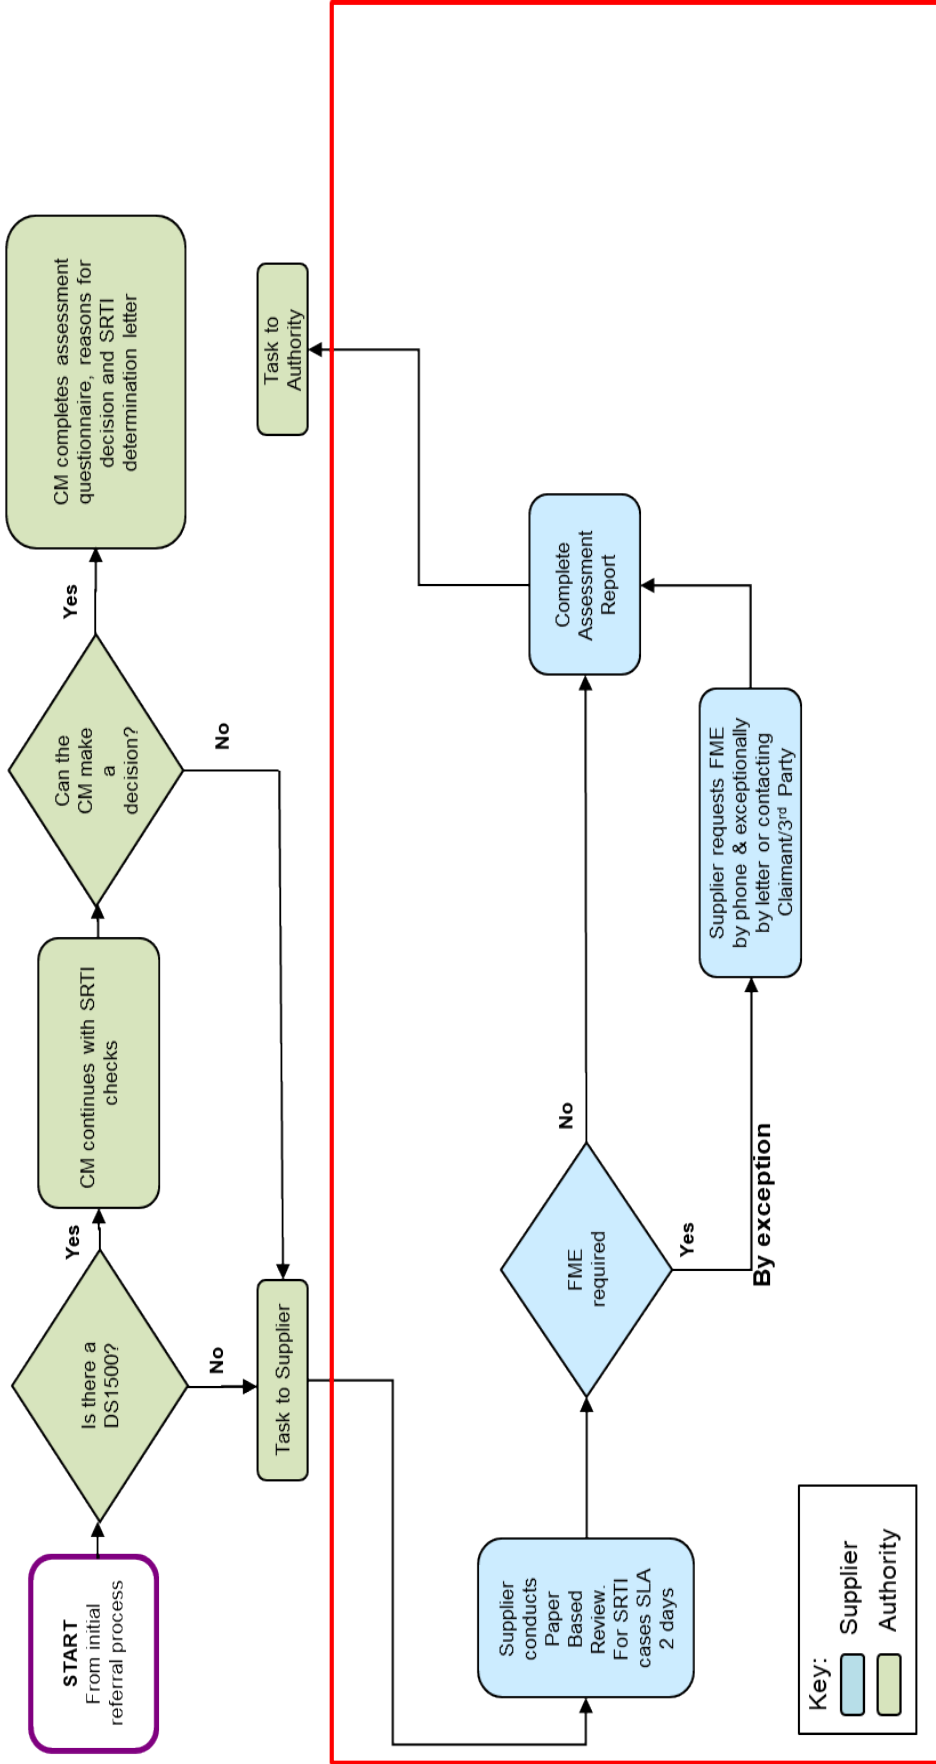 START
From initial
referral process
Is there a
DS1500?
Yes
No
CM continues with SRTI
checks
Can the
CM make
a
decision?
Yes
No
CM completes assessment
questionnaire, reasons for
decision and SRTI
determination letter
Task to Supplier
Task to
Authority
Supplier
conducts
Paper
Based
Review.
For SRTI
cases SLA
2 days
FME
required
No
Yes
By exception
Supplier requests FME
by phone & exceptionally
by letter or contacting
Claimant/3rd Party
Complete
Assessment
Report
Key:
Supplier
Authority